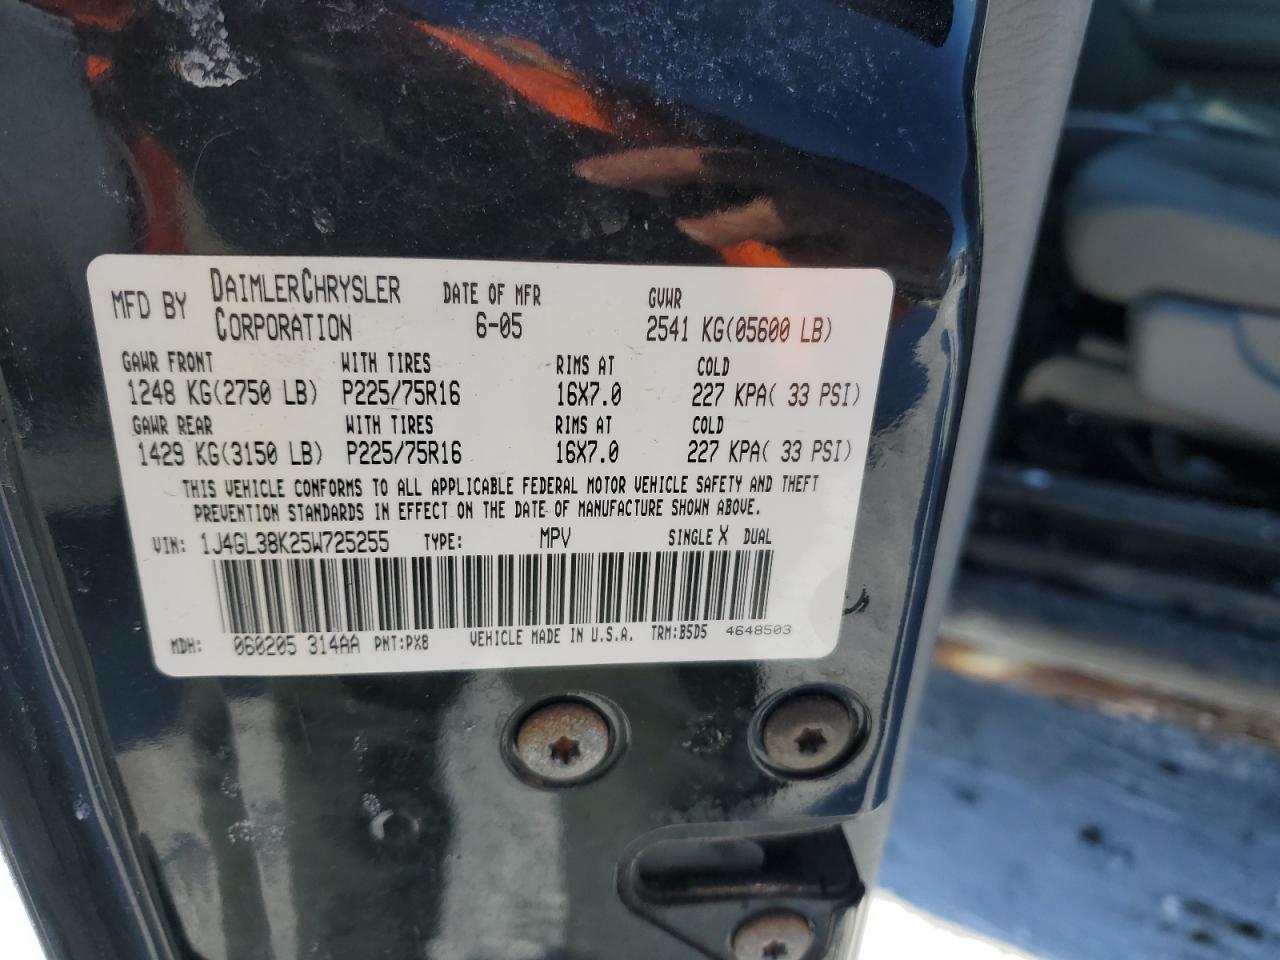 MFD BY DAIMLERCHRYSLER CORPORATION DATE OF MFR 6-05 GVWR 2541 KG(05600 LB)
GAWR FRONT WITH TIRES RIMS AT COLD
1248 KG(2750 LB) P225/75R16 16X7.0 227 KPA( 33 PSI)
GAWR REAR WITH TIRES RIMS AT COLD
1429 KG(3150 LB) P225/75R16 16X7.0 227 KPA( 33 PSI)
THIS VEHICLE CONFORMS TO ALL APPLICABLE FEDERAL MOTOR VEHICLE SAFETY AND THEFT
PREVENTION STANDARDS IN EFFECT ON THE DATE OF MANUFACTURE SHOWN ABOVE.
VIN: 1J4GL38K25W725255 TYPE: MPV SINGLE X DUAL
MDH: 060205 314AA PNT:PX8 VEHICLE MADE IN U.S.A. TRM:B5D5 4648503